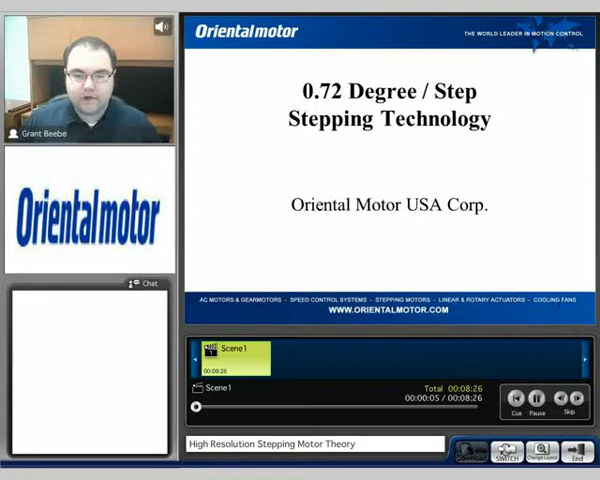 Grant Beebe
Orientalmotor
THE WORLD LEADER IN MOTION CONTROL
0.72 Degree / Step
Stepping Technology
Oriental Motor USA Corp.
AC MOTORS & GEARMOTORS - SPEED CONTROL SYSTEMS - STEPPING MOTORS - LINEAR & ROTARY ACTUATORS - COOLING FANS
WWW.ORIENTALMOTOR.COM
Orientalmotor
Chat
1
Scene1
00:08:26
Scene1
Total 00:08:26
00:00:05 / 00:08:26
Cue Pause Skip
High Resolution Stepping Motor Theory
SWITCH Change Layout End